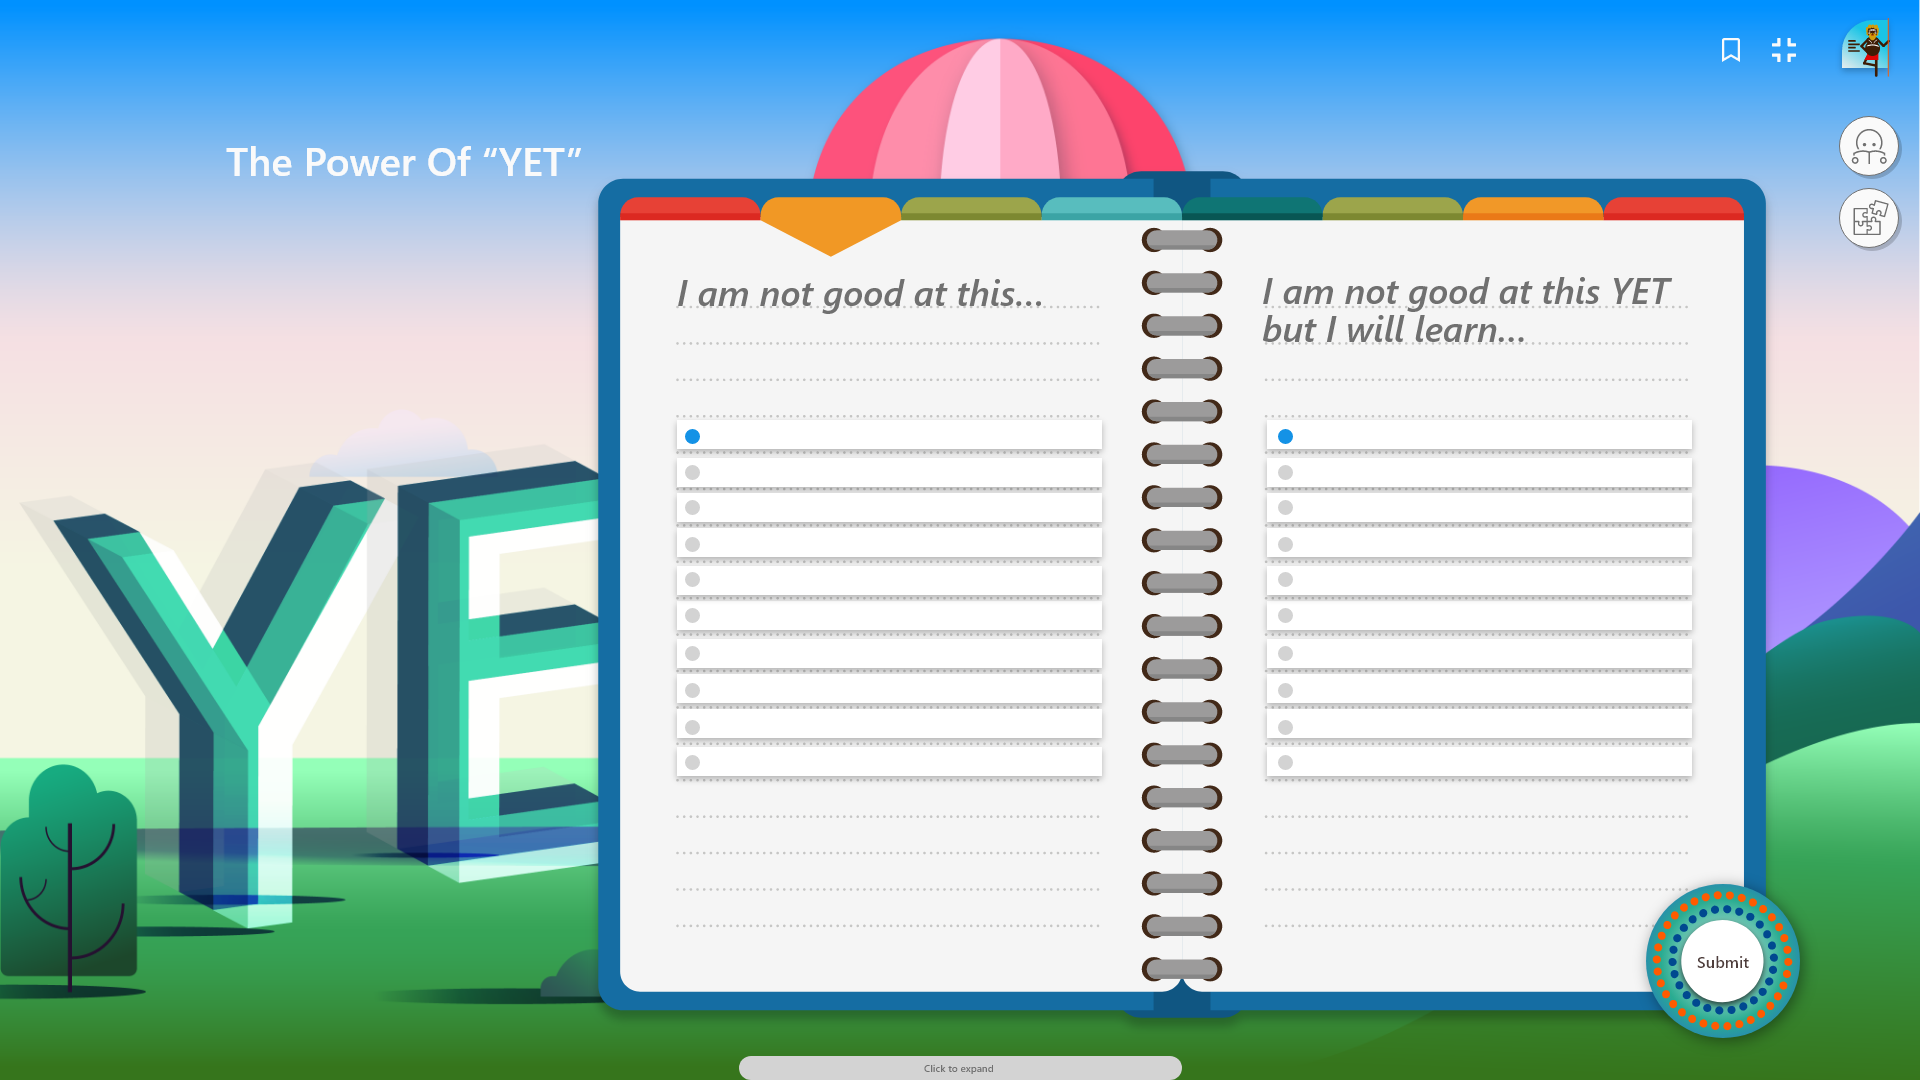 The Power Of “YET”
I am not good at this...
I am not good at this YET
but I will learn...
YE
Submit
Click to expand